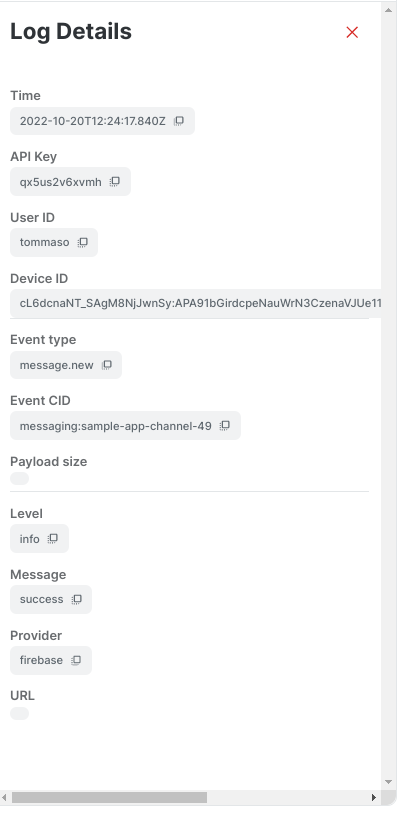 Log Details
Time
2022-10-20T12:24:17.840Z
API Key
qx5us2v6xvmh
User ID
tommaso
Device ID
cL6dcnaNT_SAgM8NjJwnSy:APA91bGirdcpeNauWrN3CzenaVJUe11
Event type
message.new
Event CID
messaging:sample-app-channel-49
Payload size
Level
info
Message
success
Provider
firebase
URL